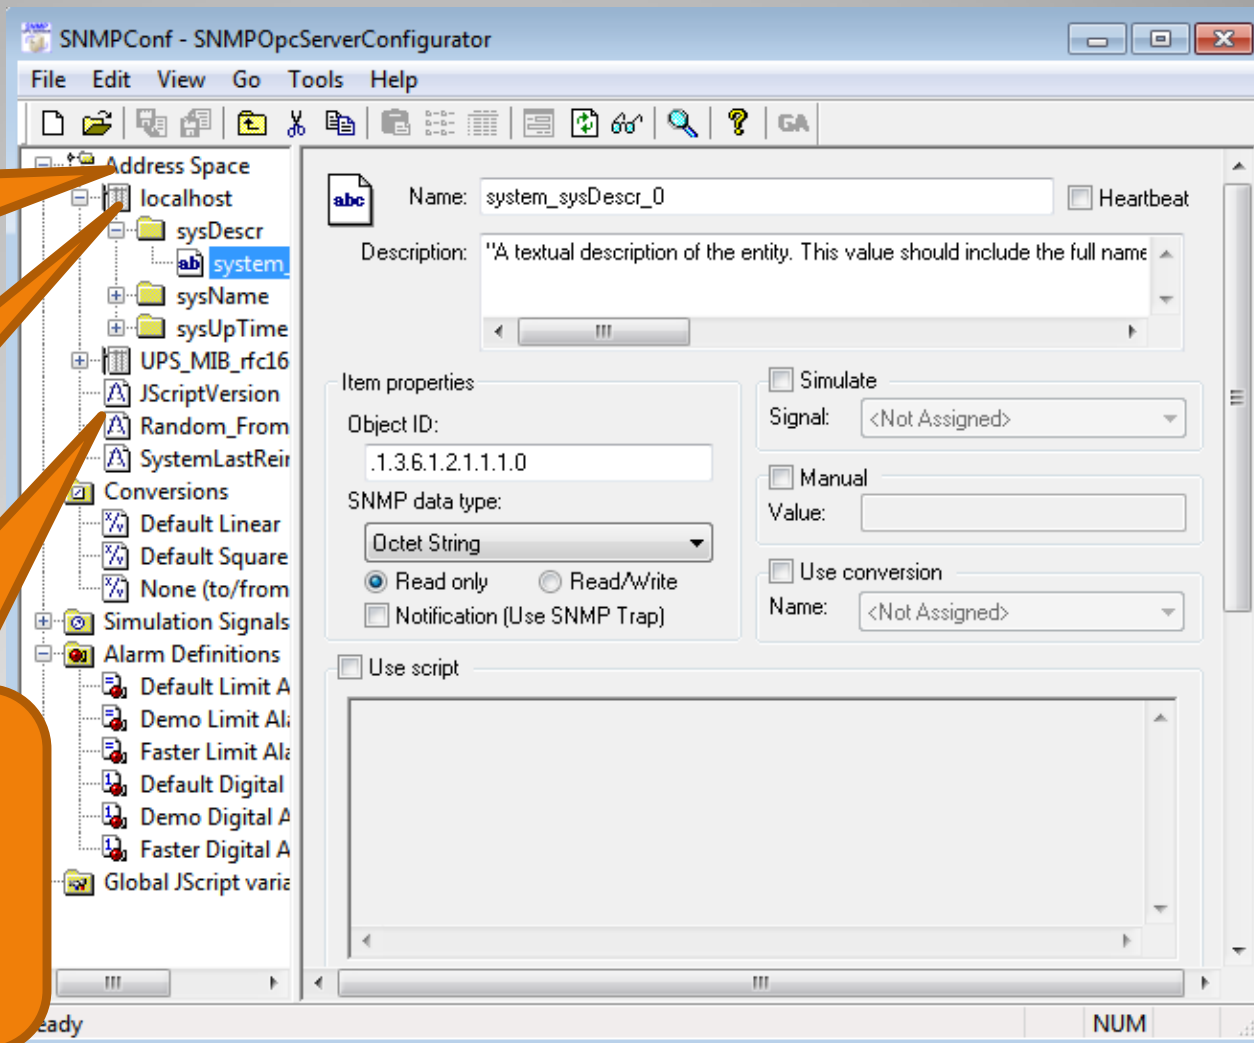 SNMPConf - SNMPOpcServerConfigurator
File Edit View Go Tools Help
GA
Address Space
localhost
sysDescr
system_
sysName
sysUpTime
UPS_MIB_rfc16
JScriptVersion
Random_From
SystemLastRein
Conversions
Default Linear
Default Square
None (to/from
Simulation Signals
Alarm Definitions
Default Limit A
Demo Limit Ala
Faster Limit Ala
Default Digital
Demo Digital A
Faster Digital A
Global JScript varia
abc Name: system_sysDescr_0 Heartbeat
Description: "A textual description of the entity. This value should include the full name
Item properties
Object ID:
.1.3.6.1.2.1.1.1.0
SNMP data type:
Octet String
Read only Read/Write
Notification (Use SNMP Trap)
Simulate
Signal: <Not Assigned>
Manual
Value:
Use conversion
Name: <Not Assigned>
Use script
eady NUM